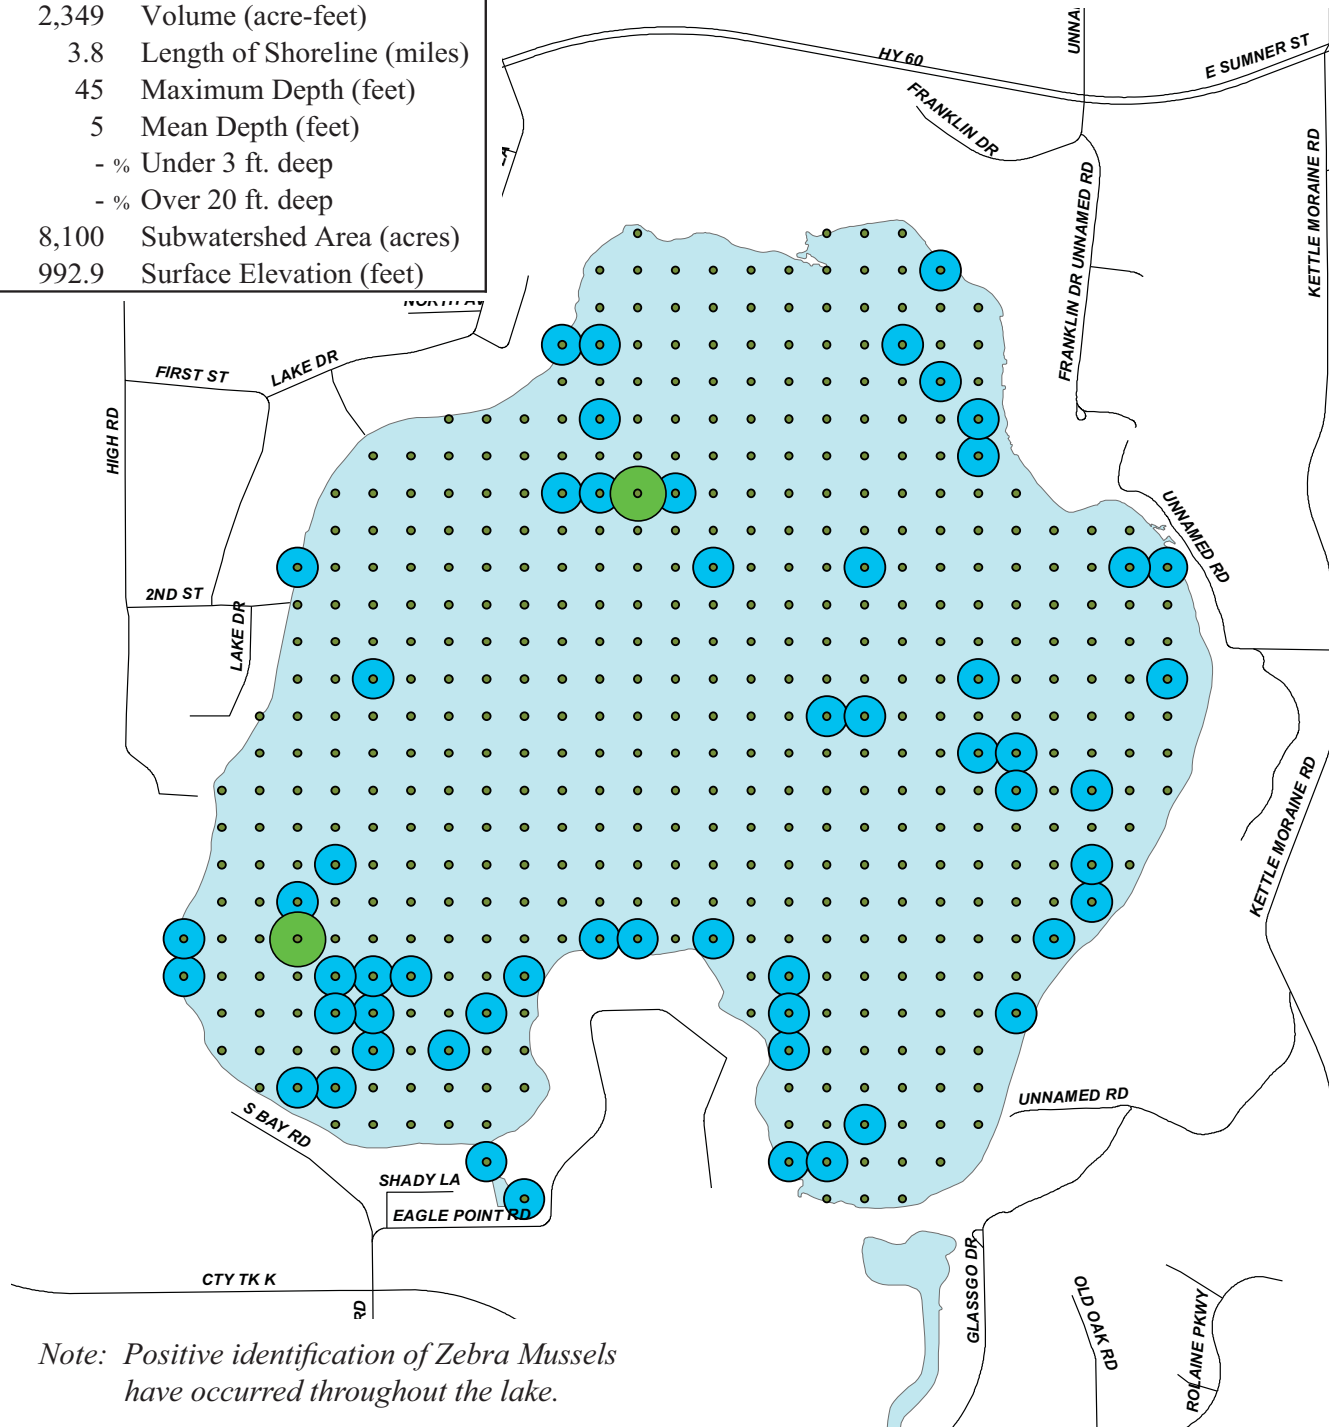 2,349 Volume (acre-feet)
3.8 Length of Shoreline (miles)
45 Maximum Depth (feet)
5 Mean Depth (feet)
- % Under 3 ft. deep
- % Over 20 ft. deep
8,100 Subwatershed Area (acres)
992.9 Surface Elevation (feet)
HY 60
E SUMNER ST
FRANKLIN DR
FRANKLIN DR UNNAMED RD
KETTLE MORAINE RD
FIRST ST
LAKE DR
HIGH RD
UNNAMED RD
2ND ST
LAKE DR
KETTLE MORAINE RD
S BAY RD
UNNAMED RD
SHADY LA
EAGLE POINT RD
CTY TK K
RD
GLASSGO DR
OLD OAK RD
ROLAINE PKWY
Note: Positive identification of Zebra Mussels
have occurred throughout the lake.